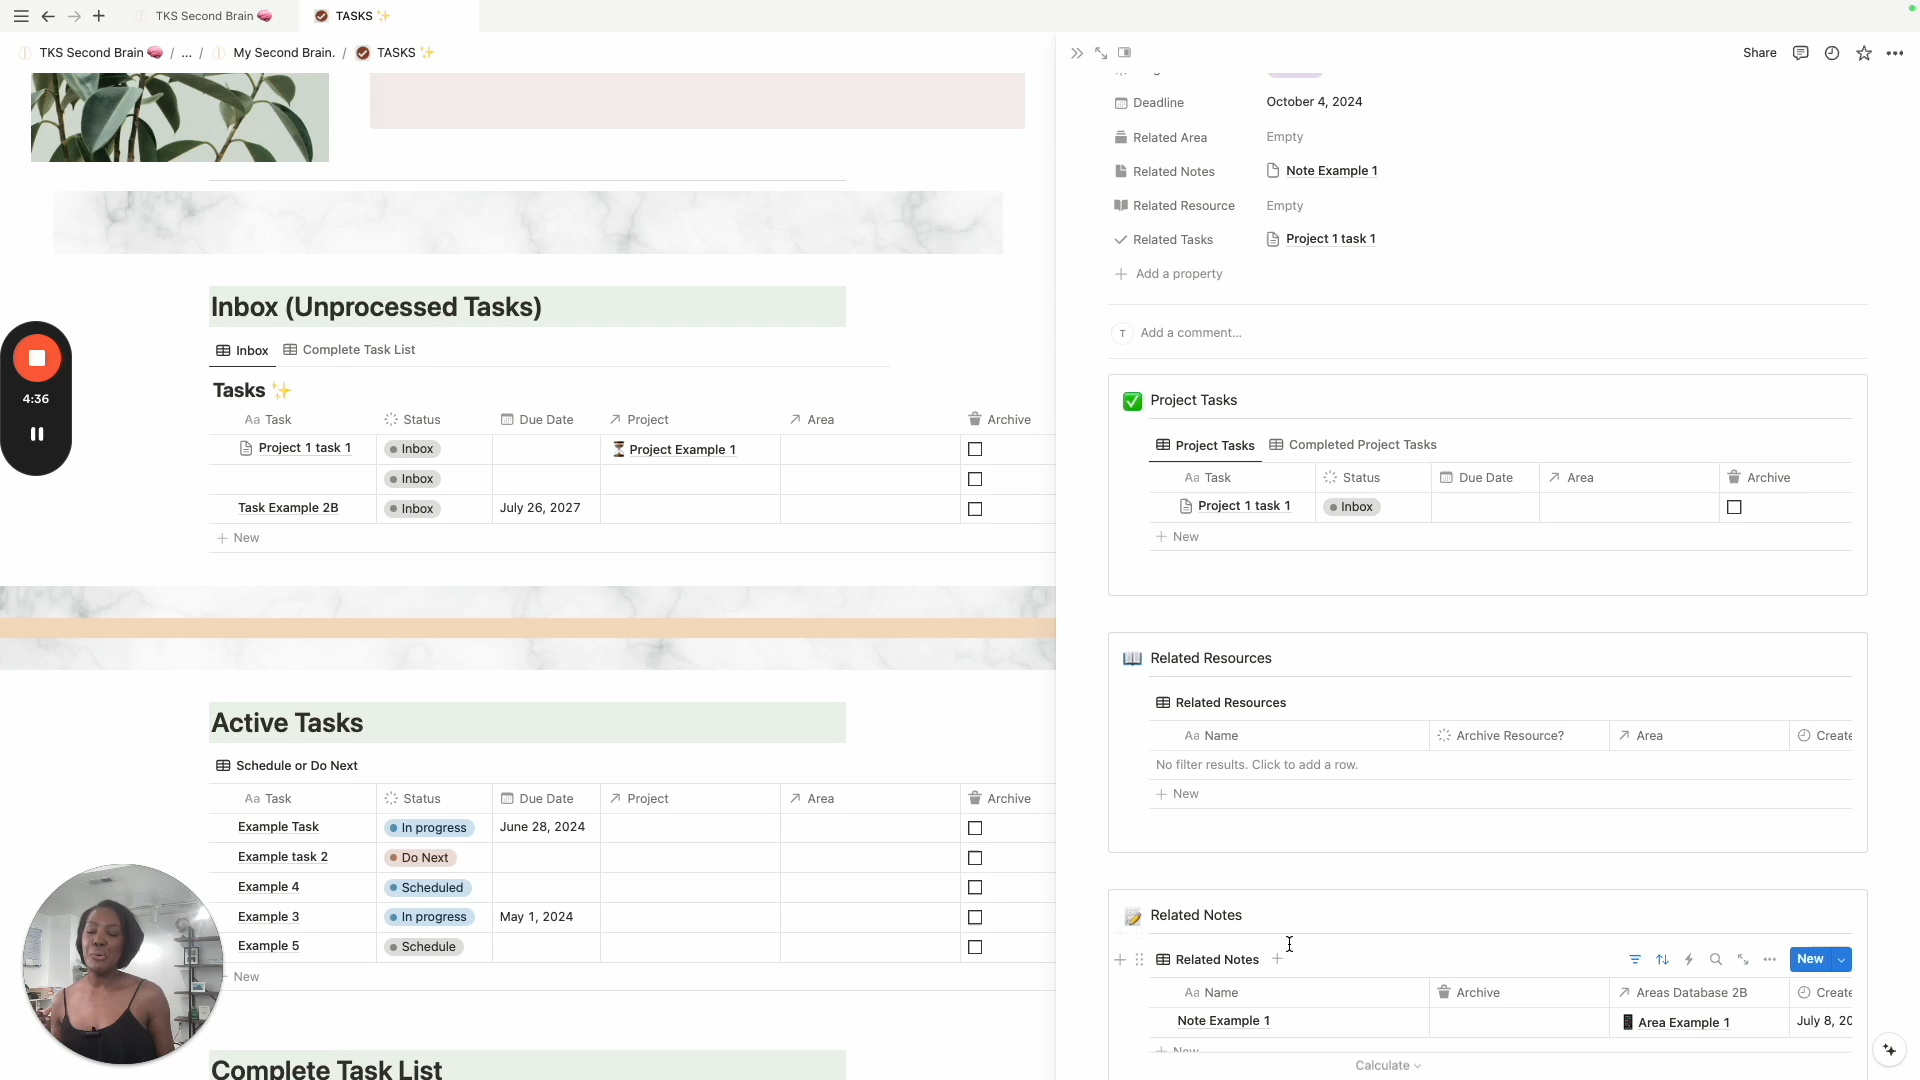 TKS Second Brain 🧠
TASKS ✨
TKS Second Brain 🧠 / ... / My Second Brain. / TASKS ✨
Share
Deadline
October 4, 2024
Related Area
Empty
Related Notes
Note Example 1
Related Resource
Empty
Related Tasks
Project 1 task 1
Add a property
T Add a comment...
Inbox (Unprocessed Tasks)
Inbox
Complete Task List
Tasks ✨
Aa Task Status Due Date Project Area Archive
Project 1 task 1 Inbox Project Example 1
Inbox
Task Example 2B Inbox July 26, 2027
+ New
4:36
Active Tasks
Schedule or Do Next
Aa Task Status Due Date Project Area Archive
Example Task In progress June 28, 2024
Example task 2 Do Next
Example 4 Scheduled
Example 3 In progress May 1, 2024
Example 5 Schedule
New
Complete Task List
Project Tasks
Project Tasks
Completed Project Tasks
Aa Task Status Due Date Area Archive
Project 1 task 1 Inbox
+ New
Related Resources
Related Resources
Aa Name Archive Resource? Area Create
No filter results. Click to add a row.
+ New
Related Notes
Related Notes
New
Aa Name Archive Areas Database 2B Create
Note Example 1 Area Example 1 July 8, 20
+ New
Calculate